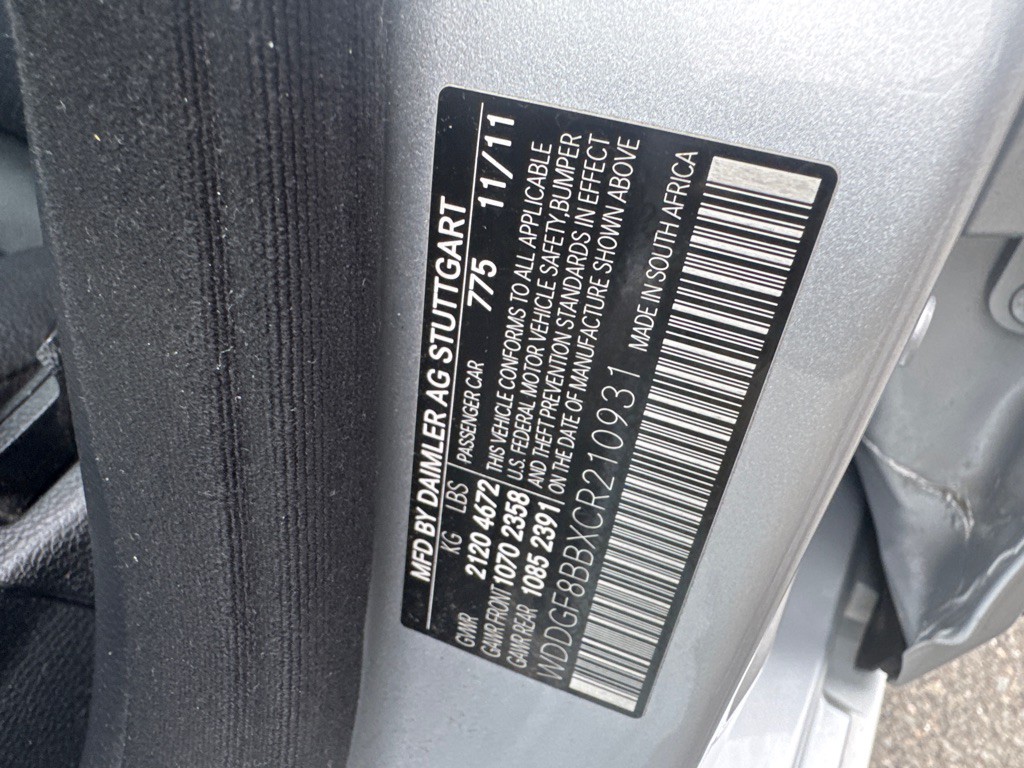 MFD BY DAIMLER AG STUTTGART
KG LBS PASSENGER CAR 775 11/11
GVWR 2120 4672 THIS VEHICLE CONFORMS TO ALL APPLICABLE
GAWR FRONT 1070 2358 U.S. FEDERAL MOTOR VEHICLE SAFETY,BUMPER
GAWR REAR 1085 2391 AND THEFT PREVENTION STANDARDS IN EFFECT
ON THE DATE OF MANUFACTURE SHOWN ABOVE
WDDGF8BBXCR210931 MADE IN SOUTH AFRICA